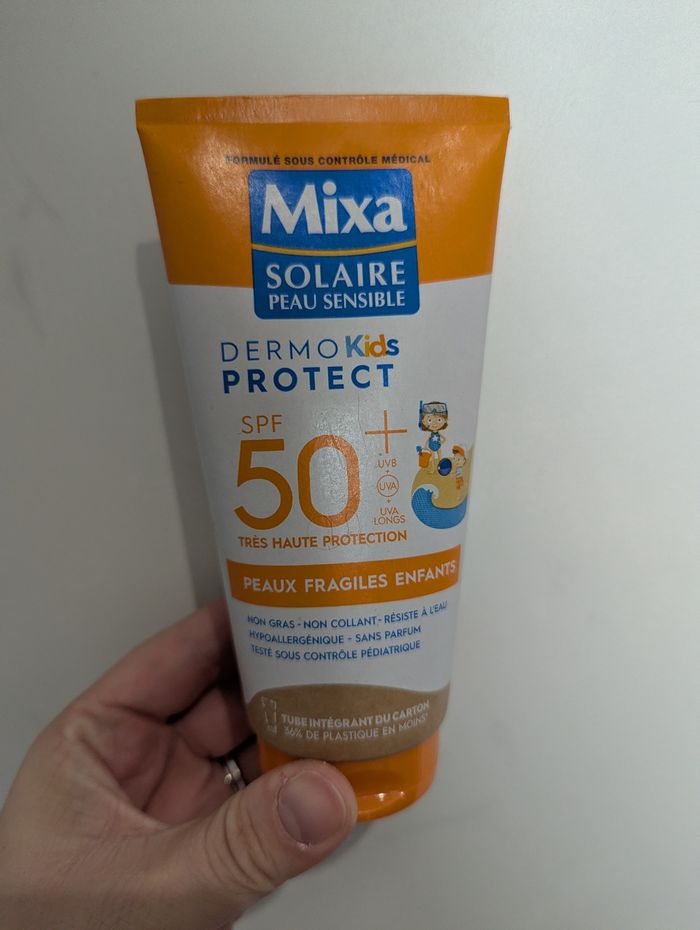 FORMULÉ SOUS CONTRÔLE MÉDICAL
Mixa
SOLAIRE
PEAU SENSIBLE
DERMO Kids
PROTECT
SPF
50+
UVB
+
UVA
+
UVA
LONGS
TRÈS HAUTE PROTECTION
PEAUX FRAGILES ENFANTS
NON GRAS - NON COLLANT - RÉSISTE À L'EAU
HYPOALLERGÉNIQUE - SANS PARFUM
TESTÉ SOUS CONTRÔLE PÉDIATRIQUE
TUBE INTÉGRANT DU CARTON
36% DE PLASTIQUE EN MOINS*